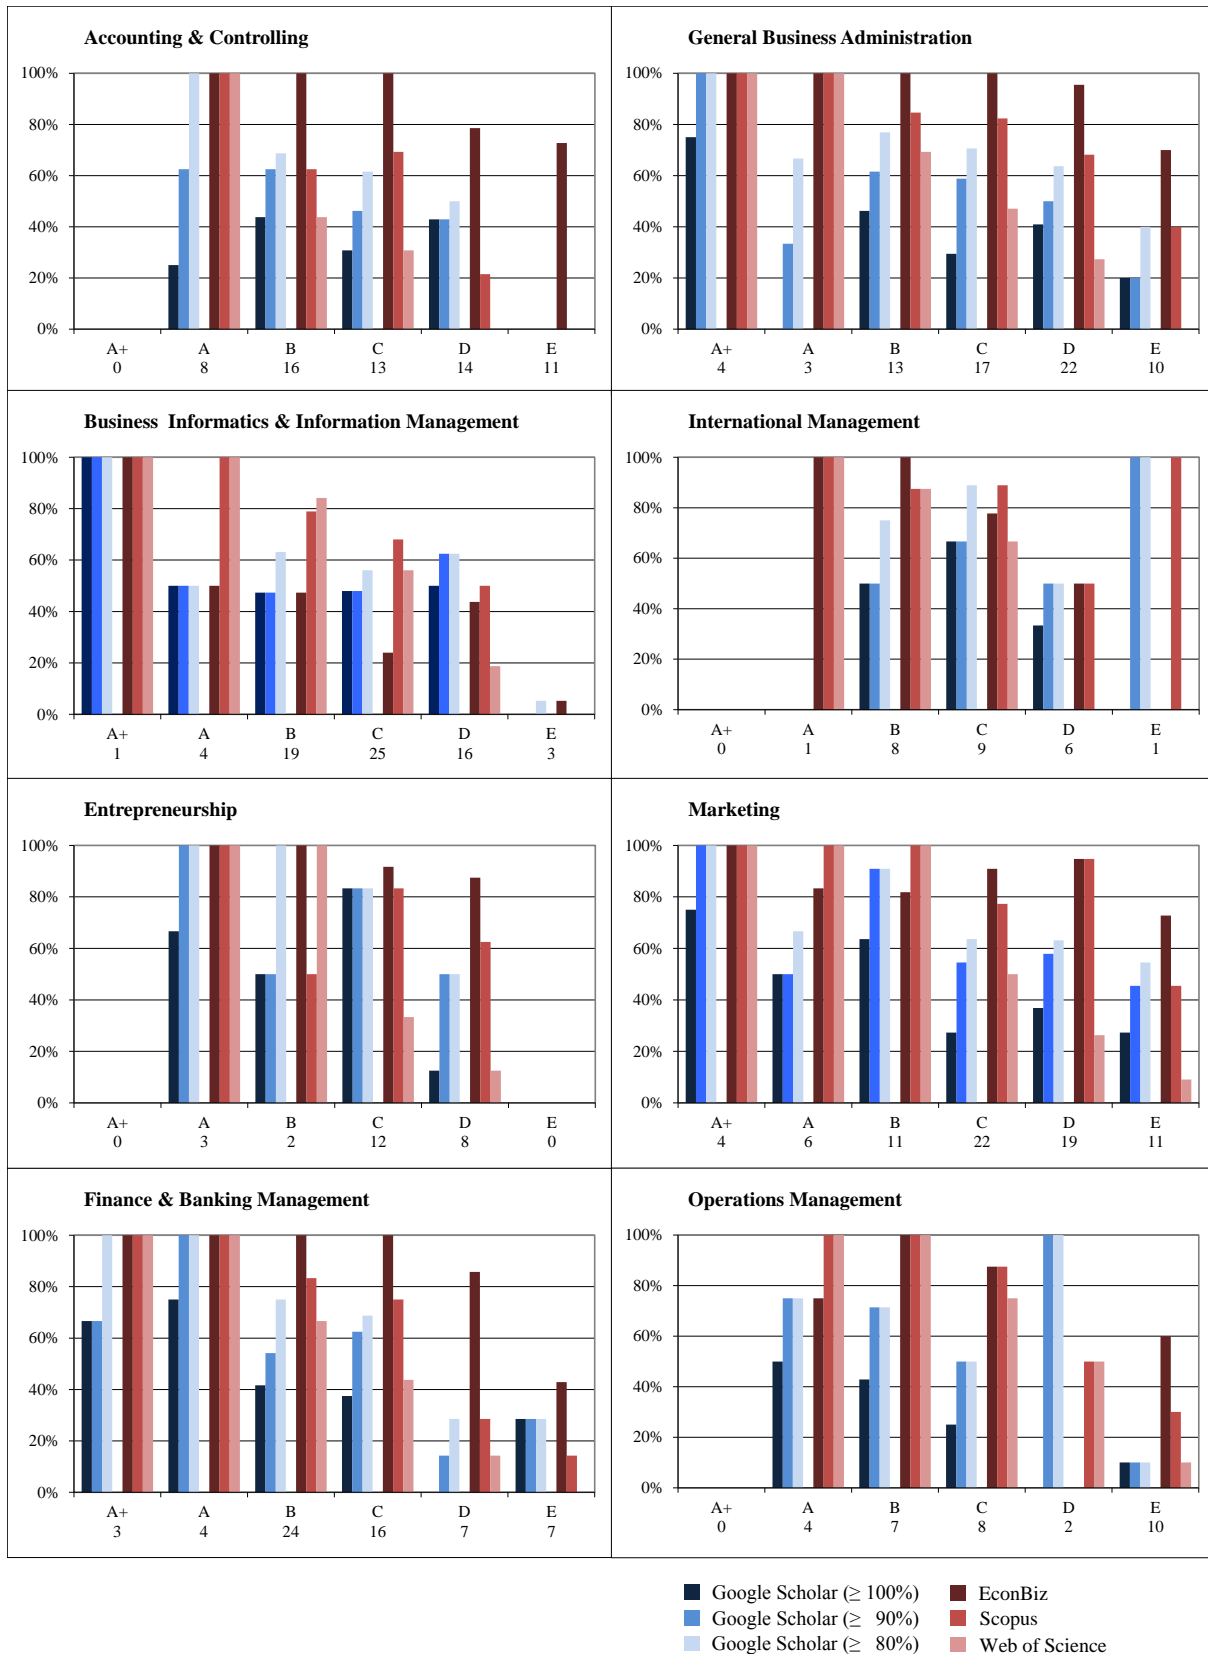 Accounting & Controlling
100%
80%
60%
40%
20%
0%
A+ A B C D E
0 8 16 13 14 11
General Business Administration
100%
80%
60%
40%
20%
0%
A+ A B C D E
4 3 13 17 22 10
Business Informatics & Information Management
100%
80%
60%
40%
20%
0%
A+ A B C D E
1 4 19 25 16 3
International Management
100%
80%
60%
40%
20%
0%
A+ A B C D E
0 1 8 9 6 1
Entrepreneurship
100%
80%
60%
40%
20%
0%
A+ A B C D E
0 3 2 12 8 0
Marketing
100%
80%
60%
40%
20%
0%
A+ A B C D E
4 6 11 22 19 11
Finance & Banking Management
100%
80%
60%
40%
20%
0%
A+ A B C D E
3 4 24 16 7 7
Operations Management
100%
80%
60%
40%
20%
0%
A+ A B C D E
0 4 7 8 2 10
Google Scholar (≥ 100%) EconBiz
Google Scholar (≥ 90%) Scopus
Google Scholar (≥ 80%) Web of Science